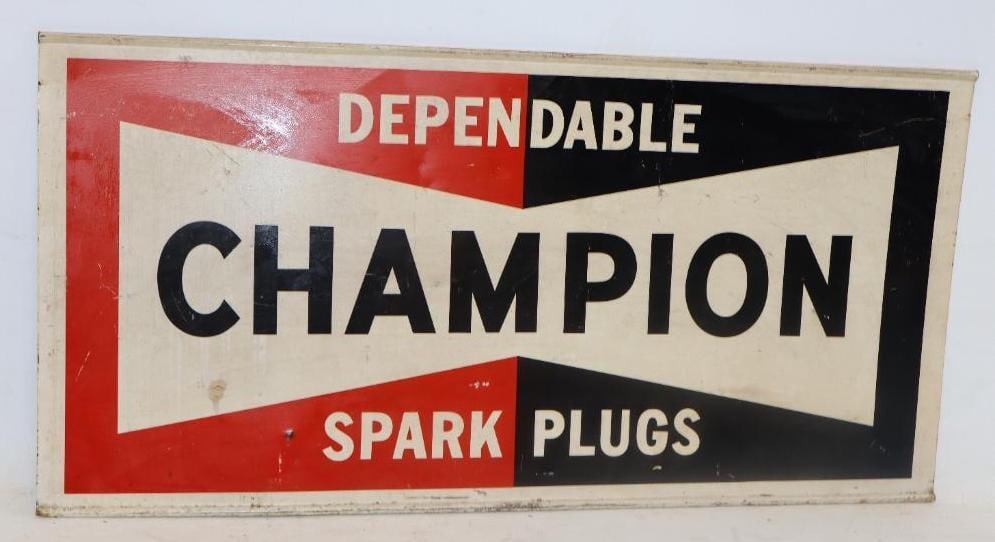 DEPENDABLE
CHAMPION
SPARK PLUGS